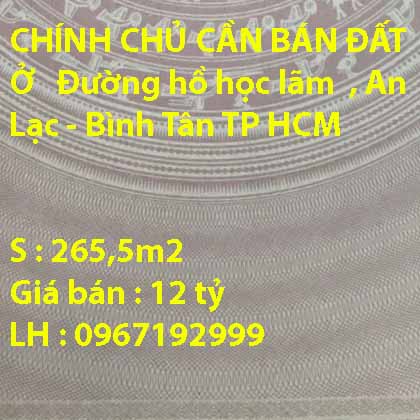 CHÍNH CHỦ CẦN BÁN ĐẤT
Ở Đường hồ học lãm , An
Lạc - Bình Tân TP HCM
S : 265,5m2
Giá bán : 12 tỷ
LH : 0967192999